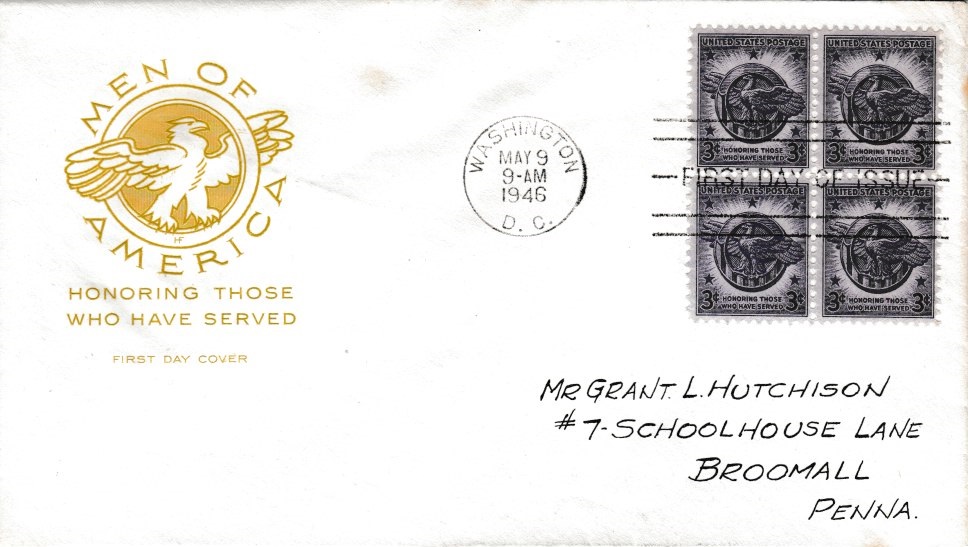 MEN OF
AMERICA
HF
HONORING THOSE
WHO HAVE SERVED
FIRST DAY COVER
WASHINGTON
MAY 9
9-AM
1946
D. C.
UNITED STATES POSTAGE
3¢ HONORING THOSE WHO HAVE SERVED 3¢
UNITED STATES POSTAGE
3¢ HONORING THOSE WHO HAVE SERVED 3¢
FIRST DAY OF ISSUE
UNITED STATES POSTAGE
3¢ HONORING THOSE WHO HAVE SERVED 3¢
UNITED STATES POSTAGE
3¢ HONORING THOSE WHO HAVE SERVED 3¢
MR GRANT. L. HUTCHISON
# 7-SCHOOLHOUSE LANE
BROOMALL
PENNA.